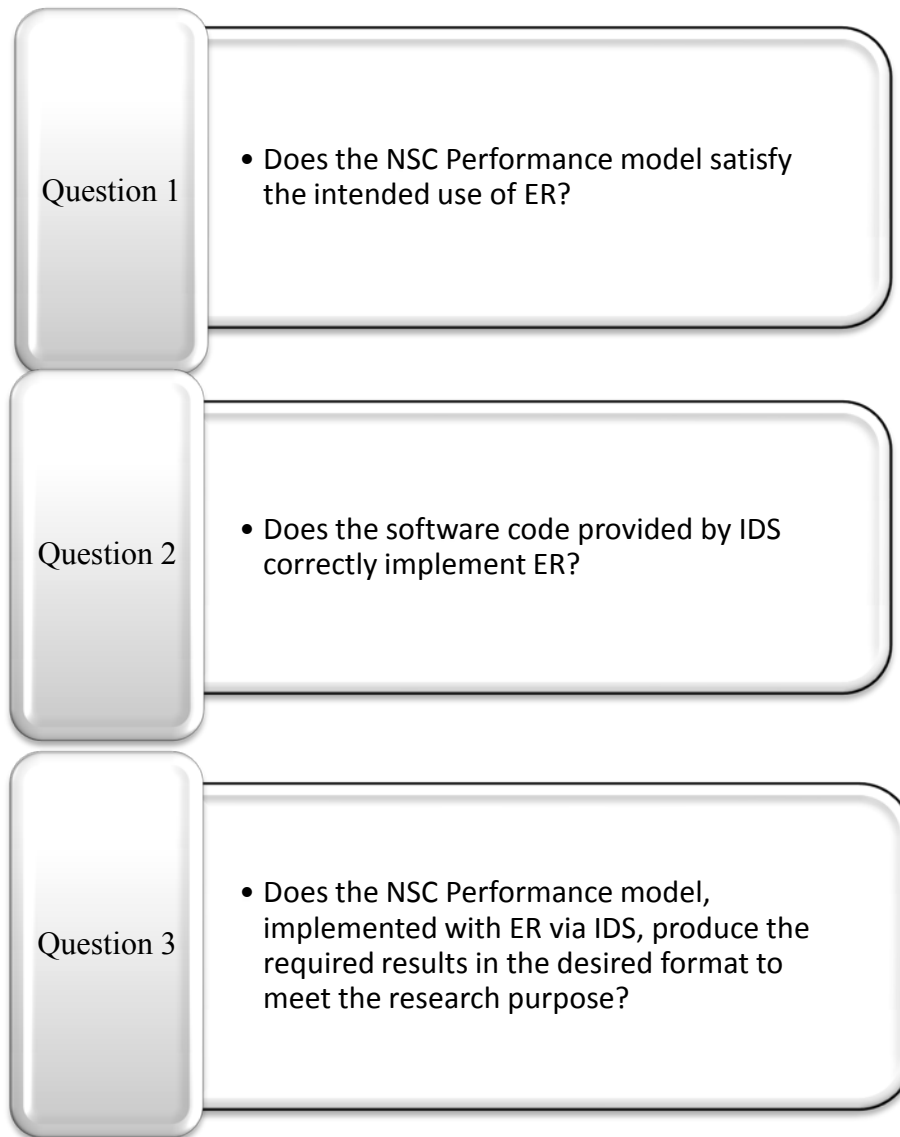 Question 1
• Does the NSC Performance model satisfy
the intended use of ER?
Question 2
• Does the software code provided by IDS
correctly implement ER?
Question 3
• Does the NSC Performance model,
implemented with ER via IDS, produce the
required results in the desired format to
meet the research purpose?